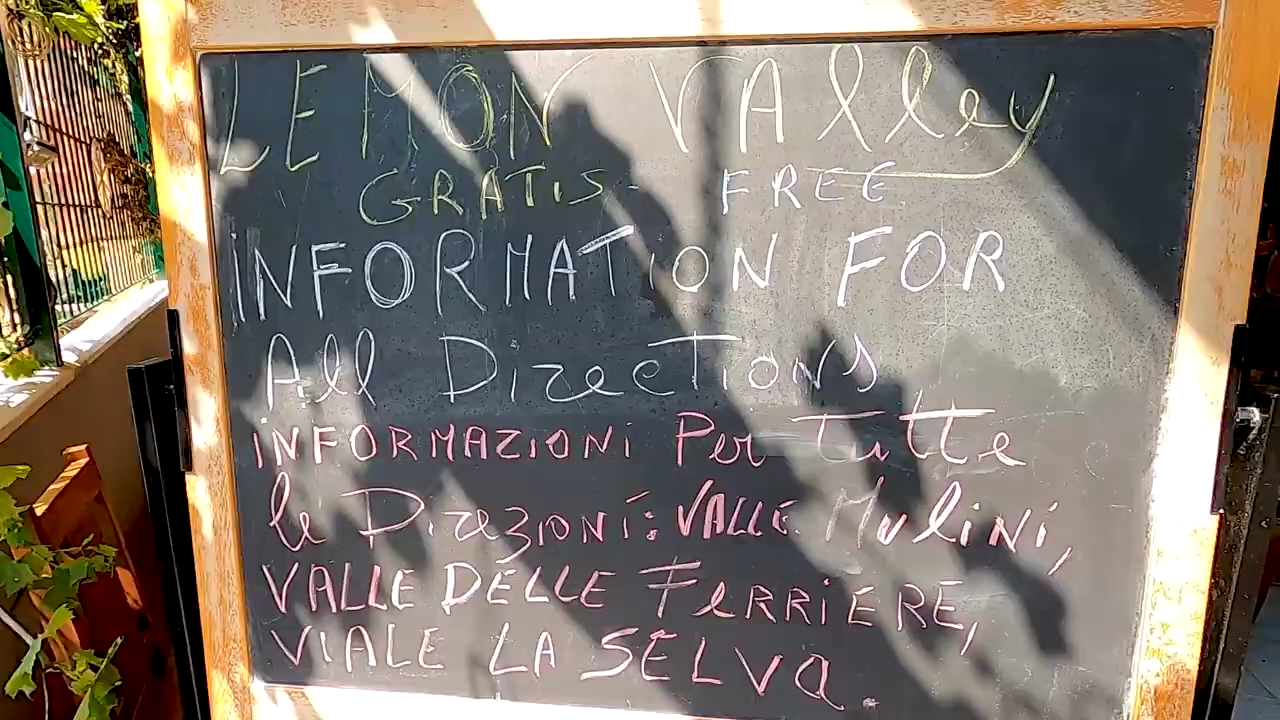 LEMON VAlley
GRATIS - FREE
INFORMATION FOR
All DirecTions
INFORMAZIONI Per Tutte
le Direzioni: VALLE Mulini,
VALLE DELLE FeRRiERE,
VIALE LA SELVa.